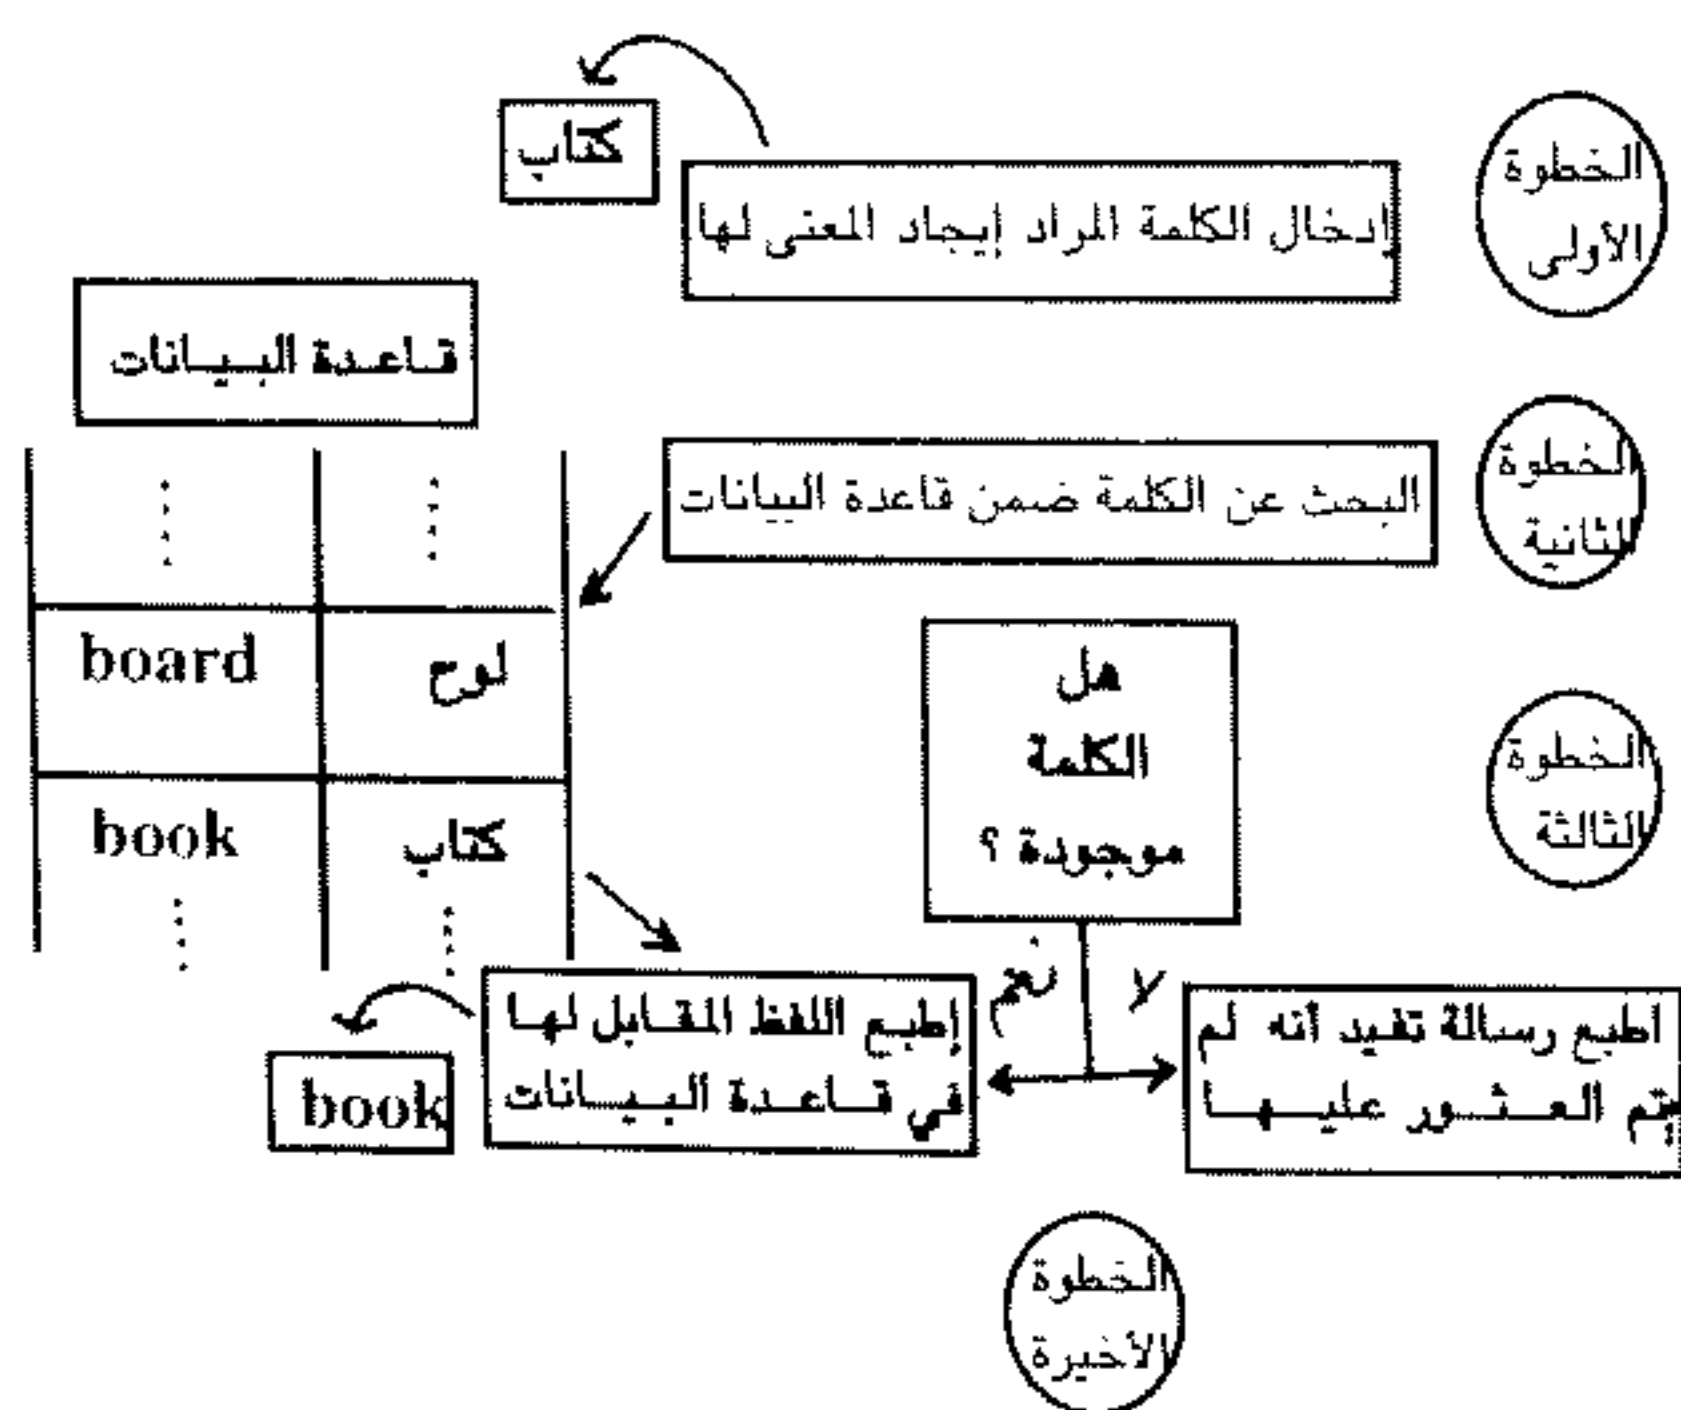 كتاب
الخطوة
الأولى
إدخال الكلمة المراد إيجاد المعنى لها
قاعدة البيانات
الخطوة
الثانية
البحث عن الكلمة ضمن قاعدة البيانات
لوح board
كتاب book
هل
الكلمة
موجودة ؟
الخطوة
الثالثة
نعم
لا
اطبع رسالة تفيد أنه لم
يتم العثور عليها
إطبع اللفظ المقابل لها
في قاعدة البيانات
book
الخطوة
الأخيرة